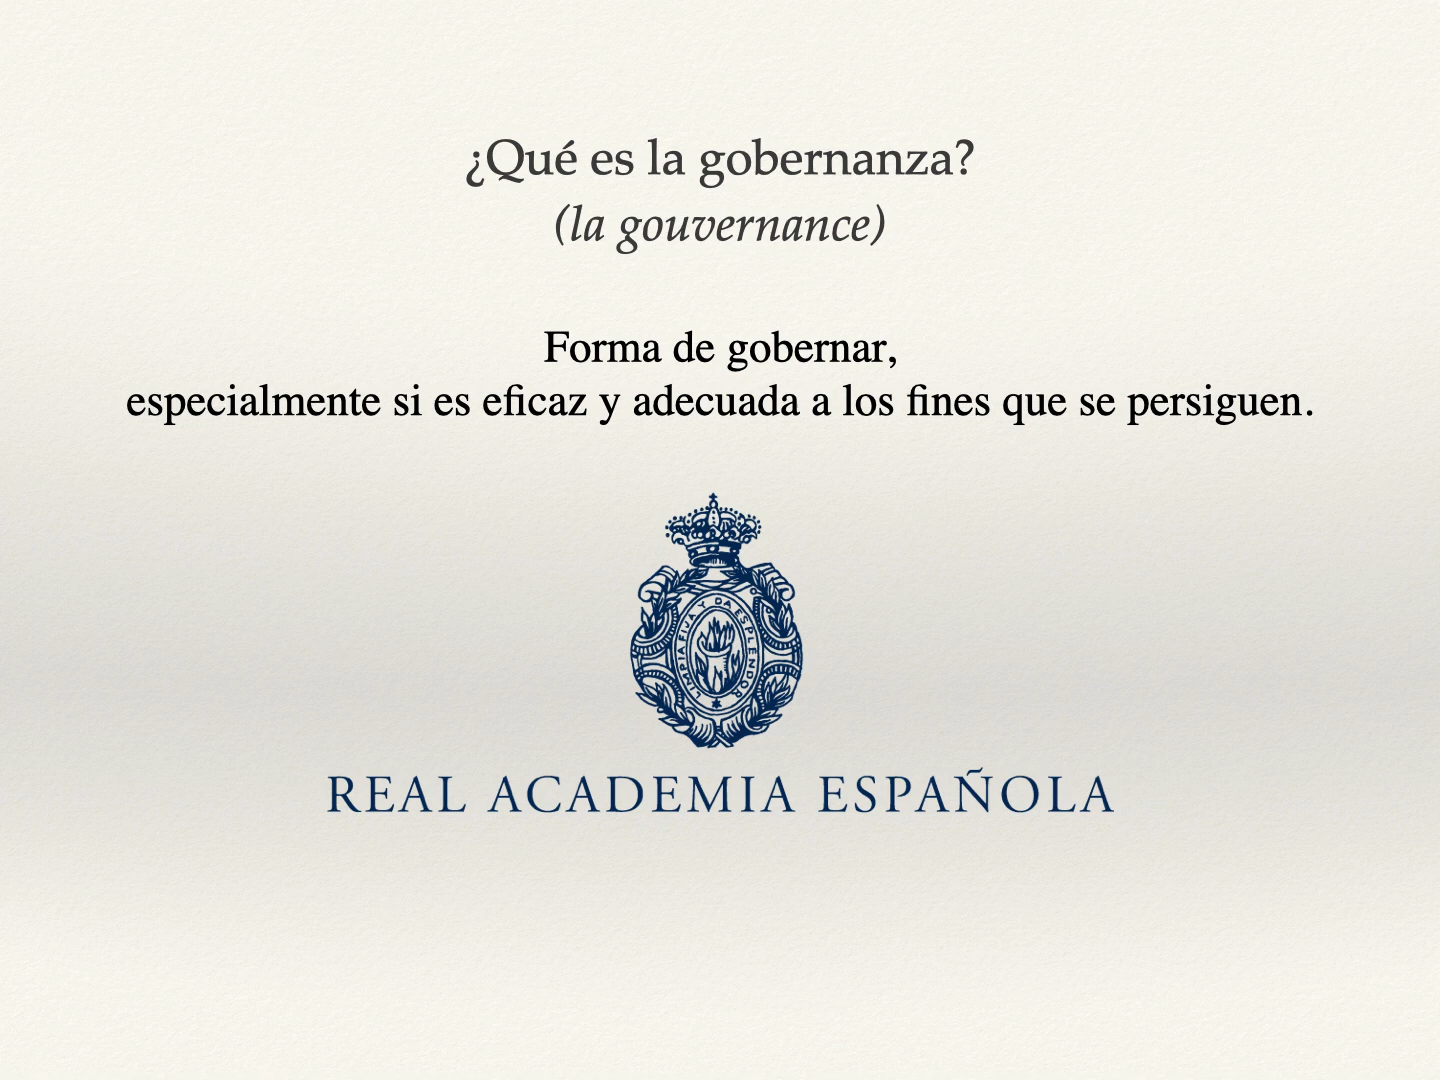 ¿Qué es la gobernanza?
(la gouvernance)
Forma de gobernar,
especialmente si es eficaz y adecuada a los fines que se persiguen.
LIMPIA FIJA Y DA ESPLENDOR
REAL ACADEMIA ESPAÑOLA